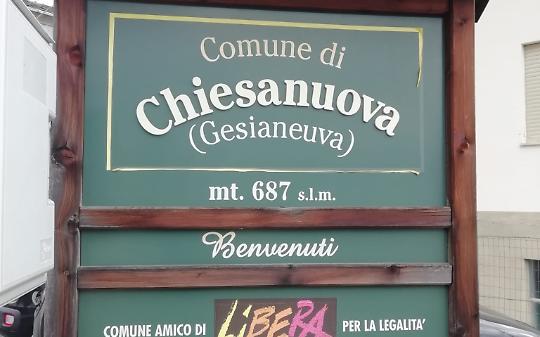 Comune di
Chiesanuova
(Gesianeuva)
mt. 687 s.l.m.
Benvenuti
COMUNE AMICO DI LiBERA PER LA LEGALITA'